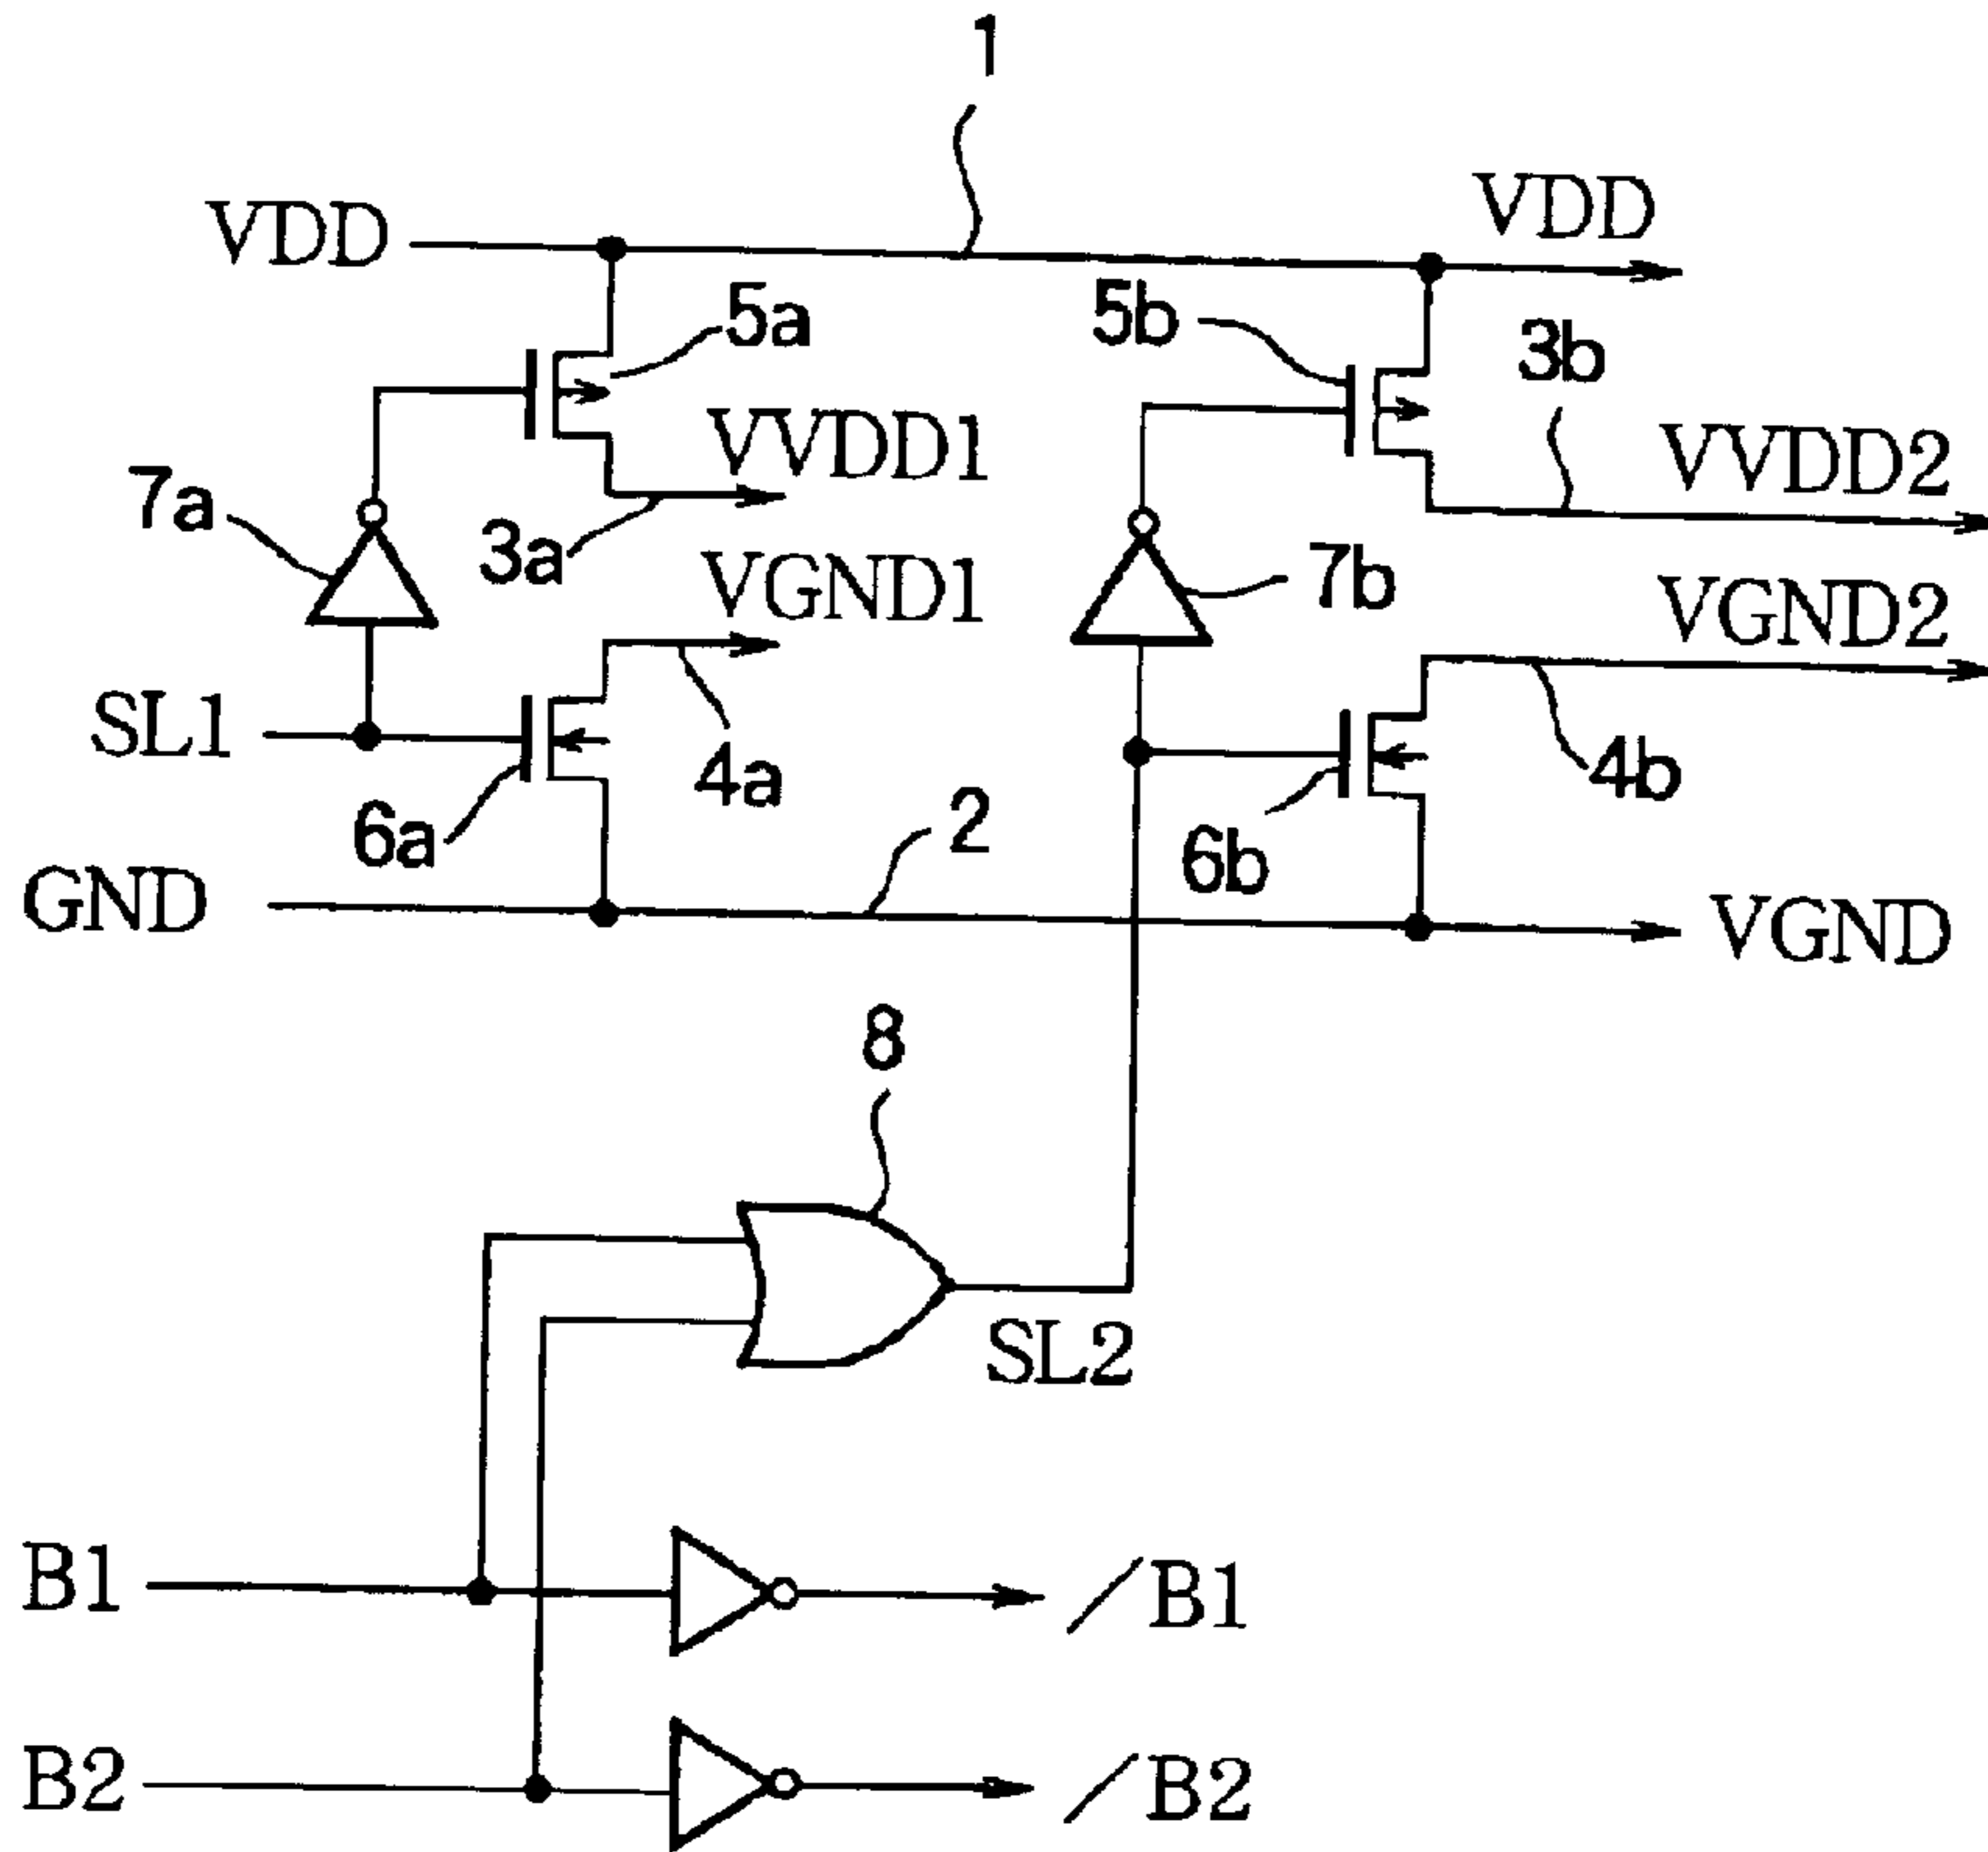 1
VDD
VDD
5a
5b
3b
VVDD1
VVDD2
7a
3a
VGND1
7b
VGND2
SL1
4a
4b
6a
2
6b
GND
VGND
8
SL2
B1
/B1
B2
/B2